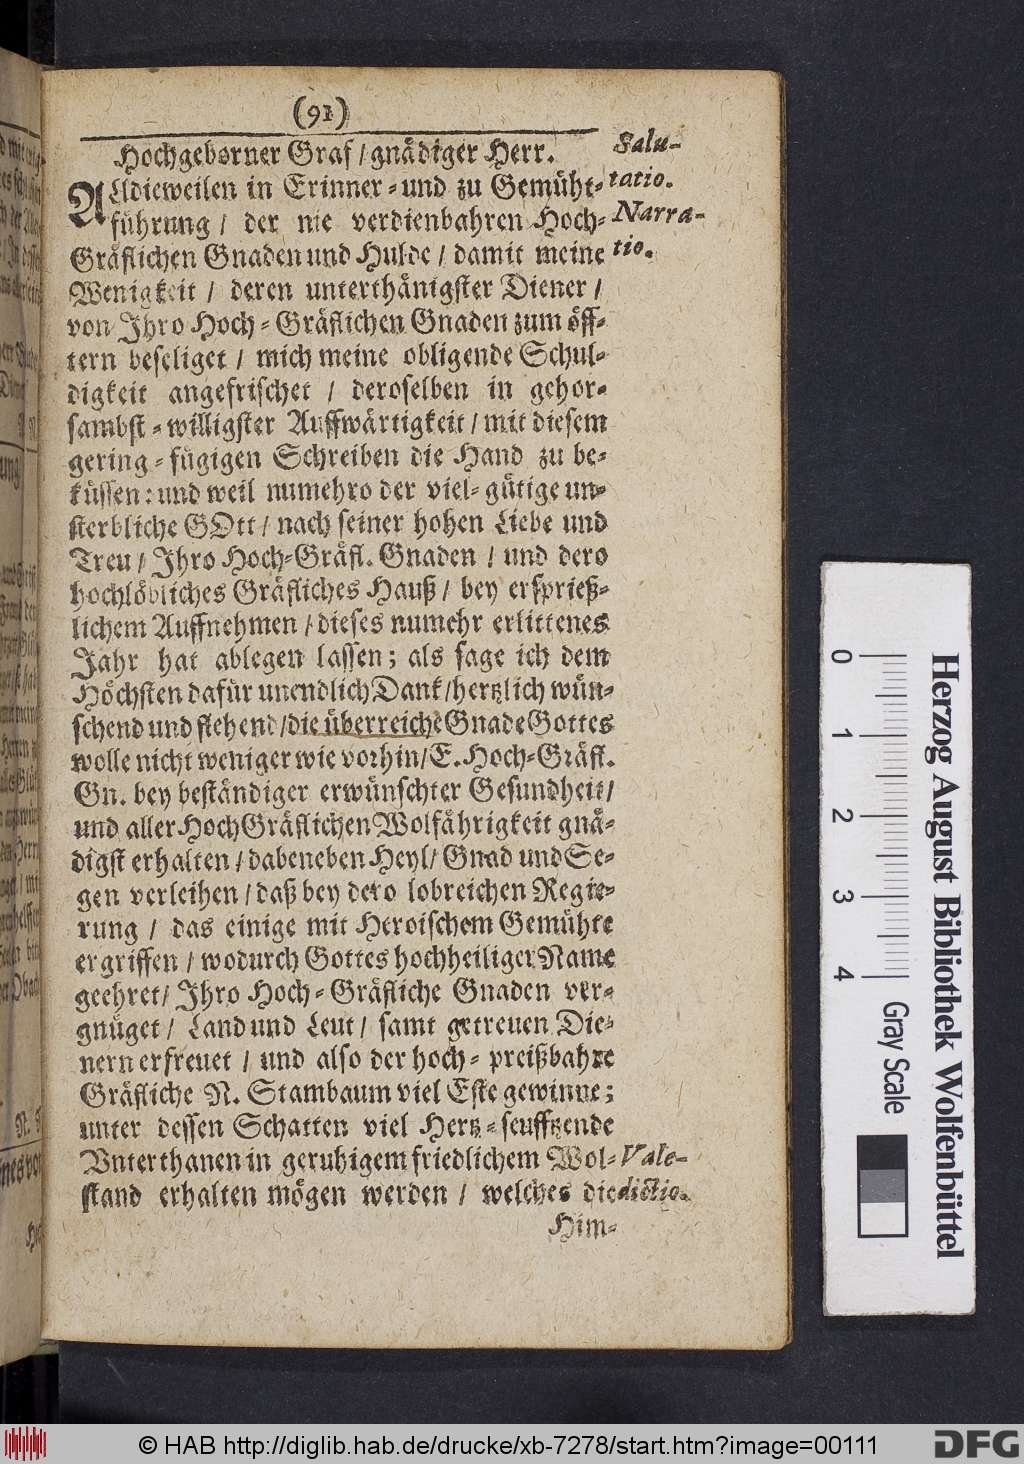 (91)
Hochgeborner Graf / gnädiger Herr.
Salu-
tatio.
ALldieweilen in Erinner- und zu Gemüht-
führung / der nie verdienbahren Hoch-
Narra-
tio.
Gräflichen Gnaden und Hulde / damit meine
Wenigkeit / deren unterthänigster Diener /
von Ihro Hoch-Gräflichen Gnaden zum öff-
tern beseliget / mich meine obligende Schul-
digkeit angefrischet / deroselben in gehor-
sambst-willigster Auffwärtigkeit / mit diesem
gering-fügigen Schreiben die Hand zu be-
küssen: und weil numehro der viel-gütige un-
sterbliche GOtt / nach seiner hohen Liebe und
Treu / Ihro Hoch-Gräfl. Gnaden / und dero
hochlöbliches Gräfliches Hauß / bey ersprieß-
lichem Auffnehmen / dieses numehr erlittenes
Jahr hat ablegen lassen; als sage ich dem
Höchsten dafür unendlich Dank / hertzlich wün-
schend und flehend / die überreiche Gnade Gottes
wolle nicht weniger wie vorhin / E. Hoch-Gräfl.
Gn. bey beständiger erwünschter Gesundheit /
und aller HochGräflichen Wolfährigkeit gnä-
digst erhalten / dabeneben Heyl / Gnad und Se-
gen verleihen / daß bey dero lobreichen Regie-
rung / das einige mit Heroischem Gemühte
ergriffen / wodurch Gottes hochheiliger Name
geehret / Ihro Hoch-Gräfliche Gnaden ver-
gnüget / Land und Leut / samt getreuen Die-
nern erfreuet / und also der hoch-preißbahre
Gräfliche N. Stambaum viel Este gewinne;
unter dessen Schatten viel Hertz-seufftzende
Vnterthanen in geruhigem friedlichem Wol-
stand erhalten mögen werden / welches die
Vale-
dictio.
Him-
0 1 2 3 4
Gray Scale
Herzog August Bibliothek Wolfenbüttel
© HAB http://diglib.hab.de/drucke/xb-7278/start.htm?image=00111
DFG